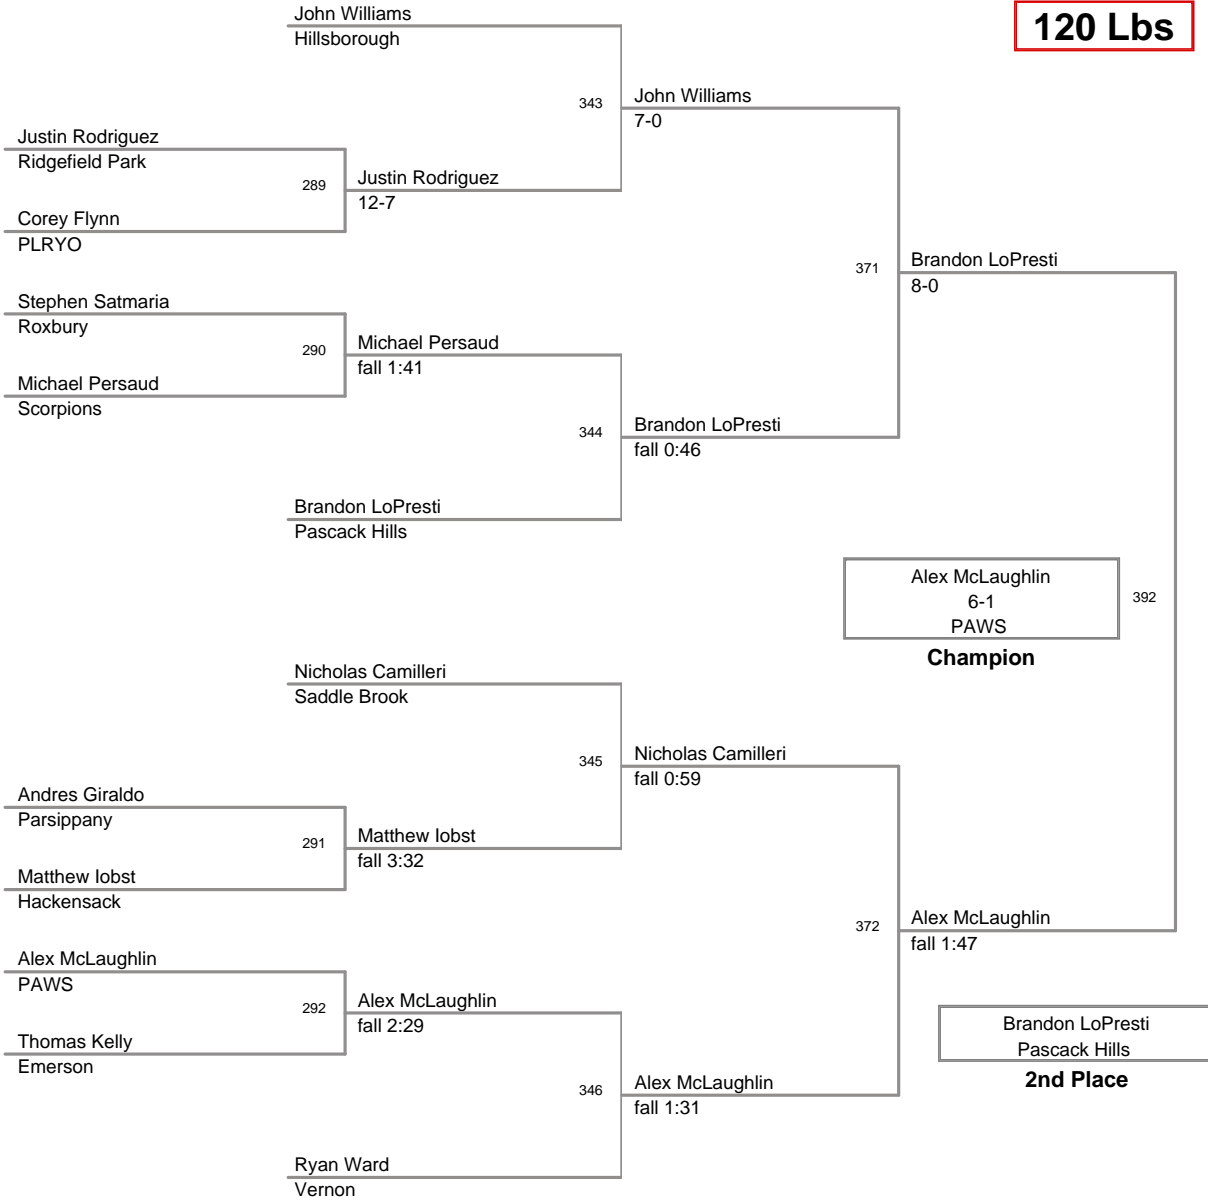 John Williams
Hillsborough
120 Lbs
343
John Williams
7-0
Justin Rodriguez
Ridgefield Park
289
Justin Rodriguez
12-7
Corey Flynn
PLRYO
371
Brandon LoPresti
8-0
Stephen Satmaria
Roxbury
290
Michael Persaud
fall 1:41
Michael Persaud
Scorpions
344
Brandon LoPresti
fall 0:46
Brandon LoPresti
Pascack Hills
Alex McLaughlin
6-1
PAWS
392
Champion
Nicholas Camilleri
Saddle Brook
345
Nicholas Camilleri
fall 0:59
Andres Giraldo
Parsippany
291
Matthew Iobst
fall 3:32
Matthew Iobst
Hackensack
372
Alex McLaughlin
fall 1:47
Alex McLaughlin
PAWS
292
Alex McLaughlin
fall 2:29
Thomas Kelly
Emerson
Brandon LoPresti
Pascack Hills
2nd Place
346
Alex McLaughlin
fall 1:31
Ryan Ward
Vernon